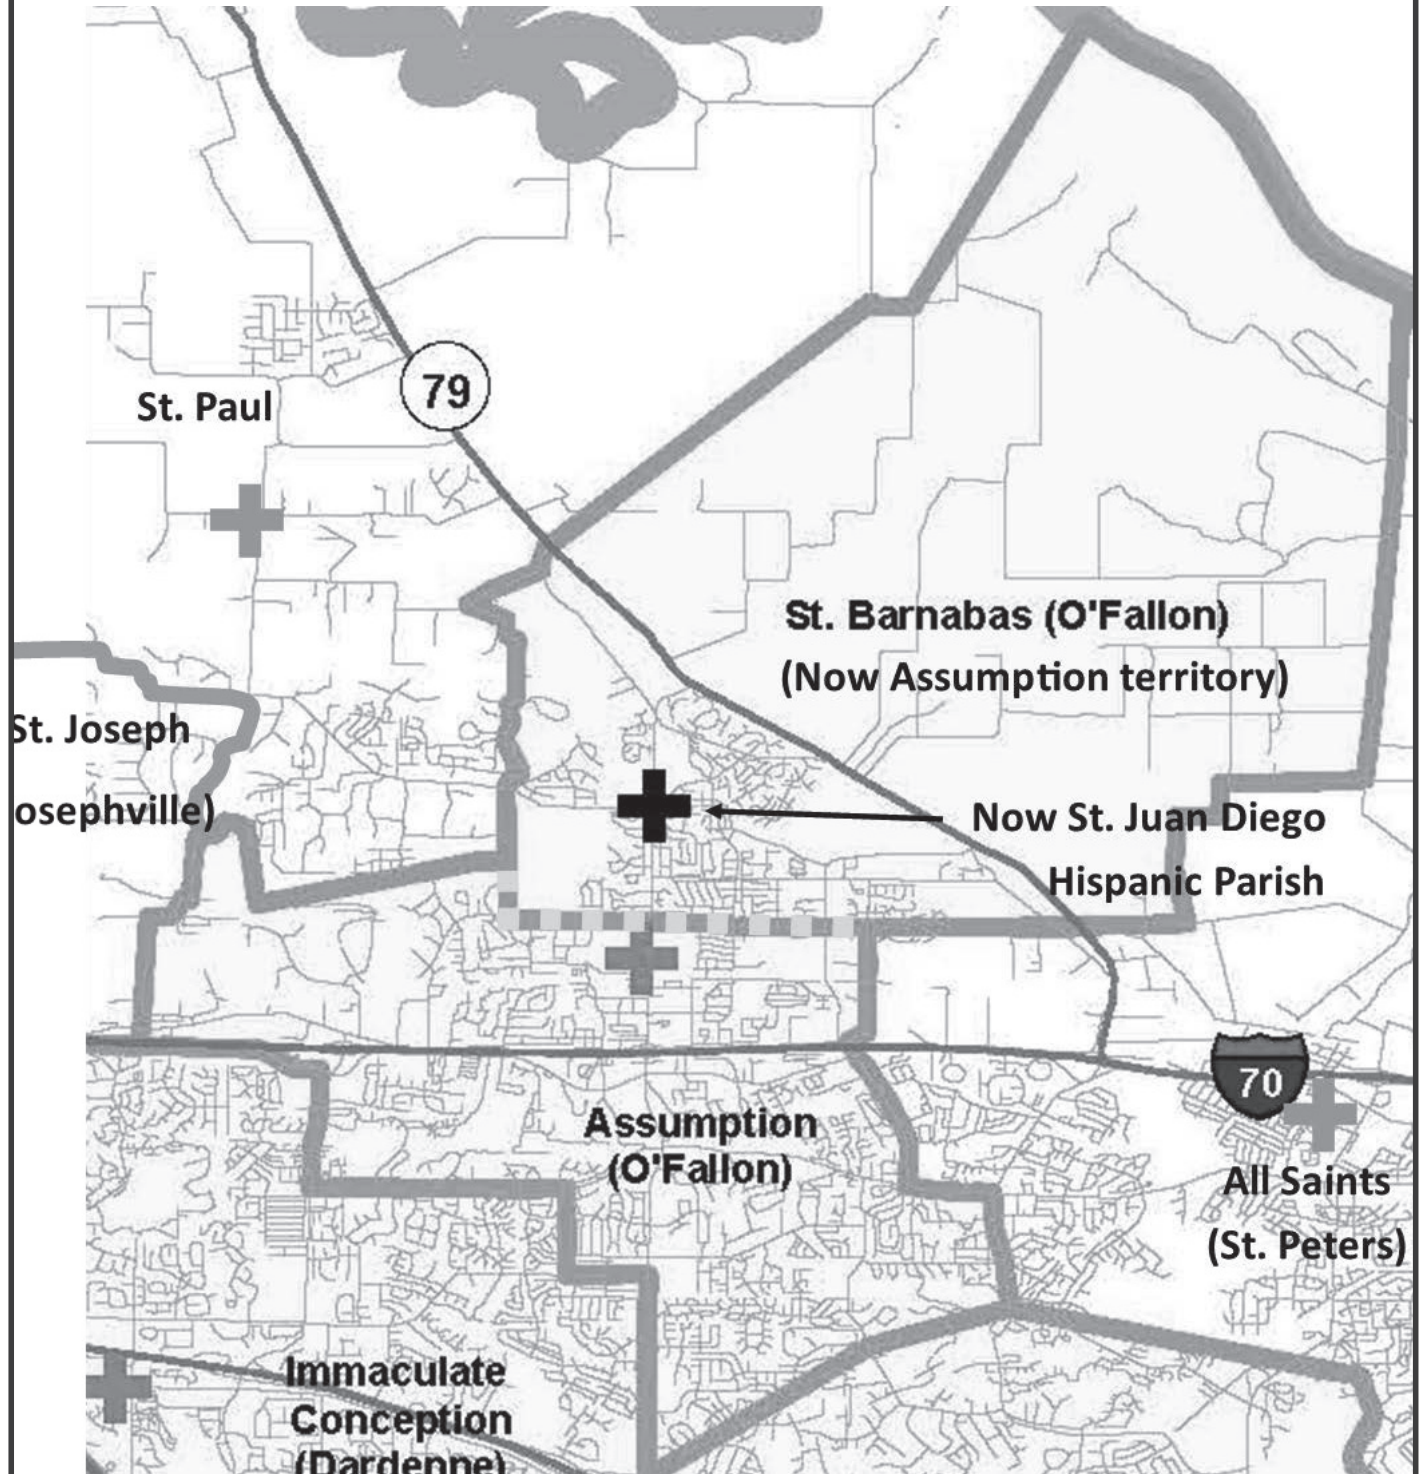 79
St. Paul
St. Barnabas (O'Fallon)
(Now Assumption territory)
St. Joseph
osephville)
Now St. Juan Diego
Hispanic Parish
70
Assumption
(O'Fallon)
All Saints
(St. Peters)
Immaculate
Conception
(Dardenne)